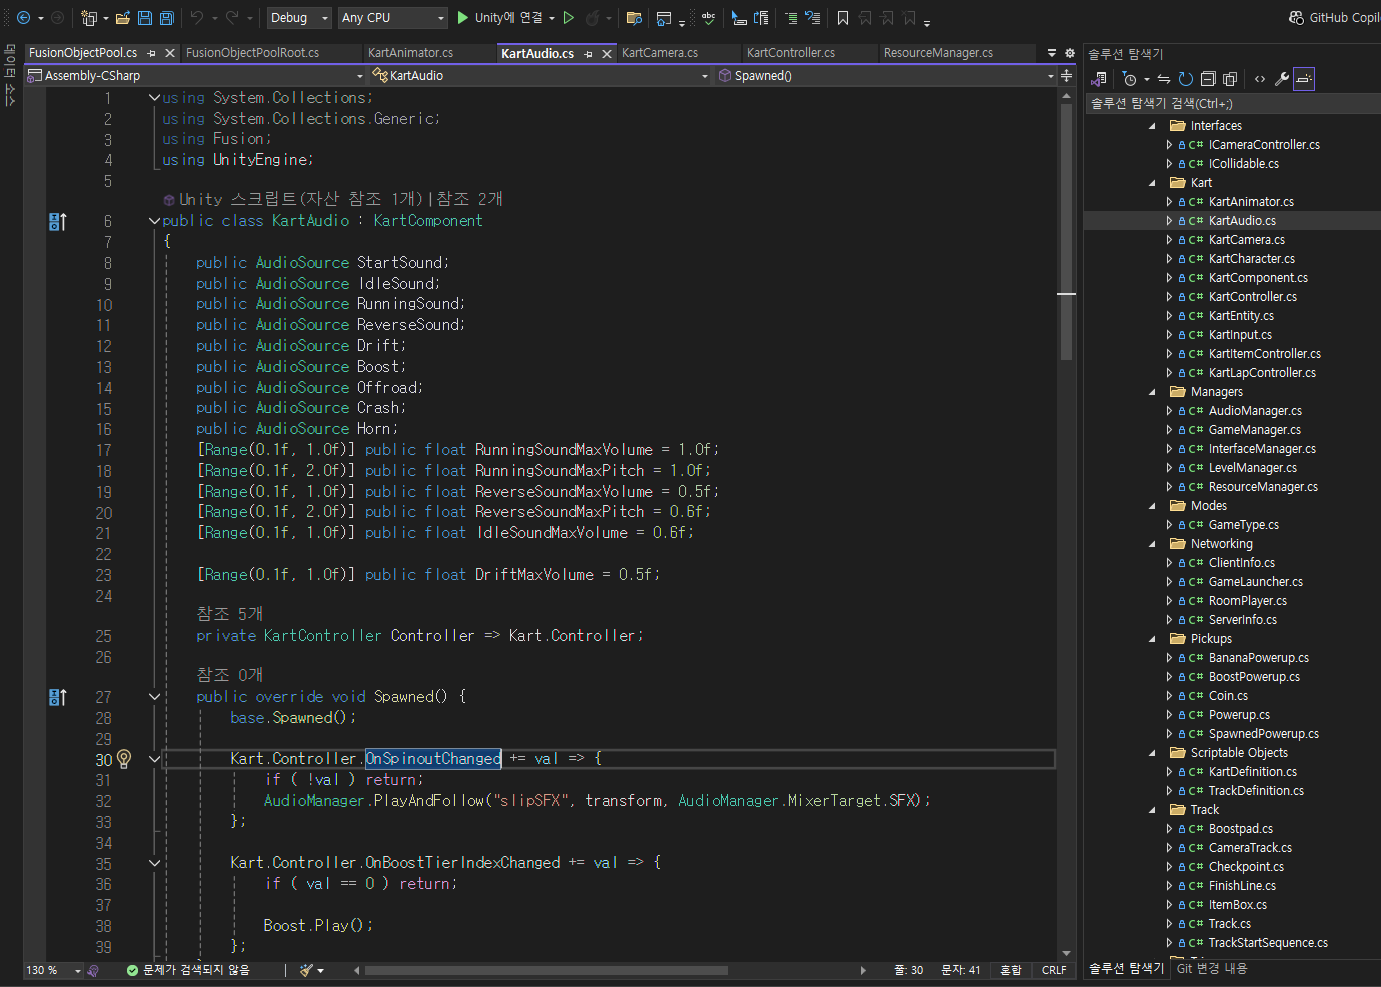 Debug
Any CPU
Unity에 연결
GitHub Copil
데이터 소스
FusionObjectPool.cs
FusionObjectPoolRoot.cs
KartAnimator.cs
KartAudio.cs
KartCamera.cs
KartController.cs
ResourceManager.cs
Assembly-CSharp
KartAudio
Spawned()
1 using System.Collections;
2 using System.Collections.Generic;
3 using Fusion;
4 using UnityEngine;
5
Unity 스크립트(자산 참조 1개)|참조 2개
6 public class KartAudio : KartComponent
7 {
8 public AudioSource StartSound;
9 public AudioSource IdleSound;
10 public AudioSource RunningSound;
11 public AudioSource ReverseSound;
12 public AudioSource Drift;
13 public AudioSource Boost;
14 public AudioSource Offroad;
15 public AudioSource Crash;
16 public AudioSource Horn;
17 [Range(0.1f, 1.0f)] public float RunningSoundMaxVolume = 1.0f;
18 [Range(0.1f, 2.0f)] public float RunningSoundMaxPitch = 1.0f;
19 [Range(0.1f, 1.0f)] public float ReverseSoundMaxVolume = 0.5f;
20 [Range(0.1f, 2.0f)] public float ReverseSoundMaxPitch = 0.6f;
21 [Range(0.1f, 1.0f)] public float IdleSoundMaxVolume = 0.6f;
22
23 [Range(0.1f, 1.0f)] public float DriftMaxVolume = 0.5f;
24
참조 5개
25 private KartController Controller => Kart.Controller;
26
참조 0개
27 public override void Spawned() {
28 base.Spawned();
29
30 Kart.Controller.OnSpinoutChanged += val => {
31 if ( !val ) return;
32 AudioManager.PlayAndFollow("slipSFX", transform, AudioManager.MixerTarget.SFX);
33 };
34
35 Kart.Controller.OnBoostTierIndexChanged += val => {
36 if ( val == 0 ) return;
37
38 Boost.Play();
39 };
130 %
문제가 검색되지 않음
줄: 30
문자: 41
혼합
CRLF
솔루션 탐색기
솔루션 탐색기 검색(Ctrl+;)
Interfaces
C# ICameraController.cs
C# ICollidable.cs
Kart
C# KartAnimator.cs
C# KartAudio.cs
C# KartCamera.cs
C# KartCharacter.cs
C# KartComponent.cs
C# KartController.cs
C# KartEntity.cs
C# KartInput.cs
C# KartItemController.cs
C# KartLapController.cs
Managers
C# AudioManager.cs
C# GameManager.cs
C# InterfaceManager.cs
C# LevelManager.cs
C# ResourceManager.cs
Modes
C# GameType.cs
Networking
C# ClientInfo.cs
C# GameLauncher.cs
C# RoomPlayer.cs
C# ServerInfo.cs
Pickups
C# BananaPowerup.cs
C# BoostPowerup.cs
C# Coin.cs
C# Powerup.cs
C# SpawnedPowerup.cs
Scriptable Objects
C# KartDefinition.cs
C# TrackDefinition.cs
Track
C# Boostpad.cs
C# CameraTrack.cs
C# Checkpoint.cs
C# FinishLine.cs
C# ItemBox.cs
C# Track.cs
C# TrackStartSequence.cs
솔루션 탐색기
Git 변경 내용